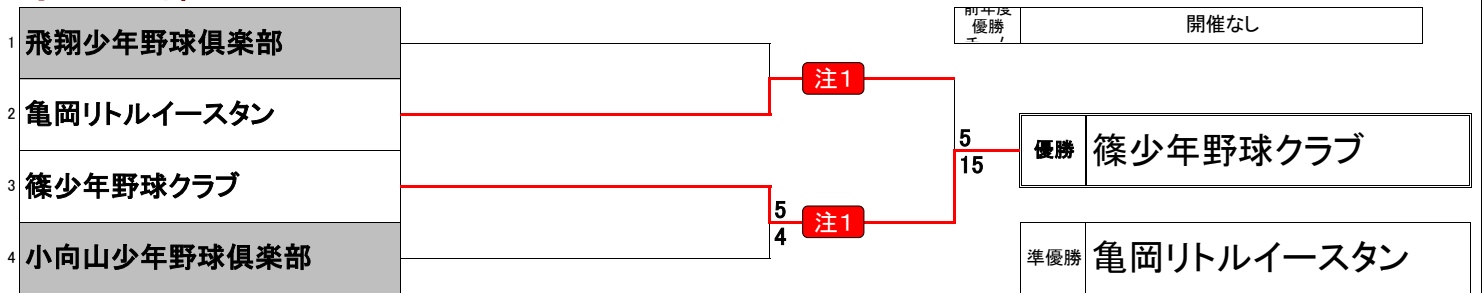 前年度
優勝
開催なし
1 飛翔少年野球倶楽部
注1
2 亀岡リトルイースタン
5
15
優勝 篠少年野球クラブ
3 篠少年野球クラブ
5
4
注1
4 小向山少年野球倶楽部
準優勝 亀岡リトルイースタン